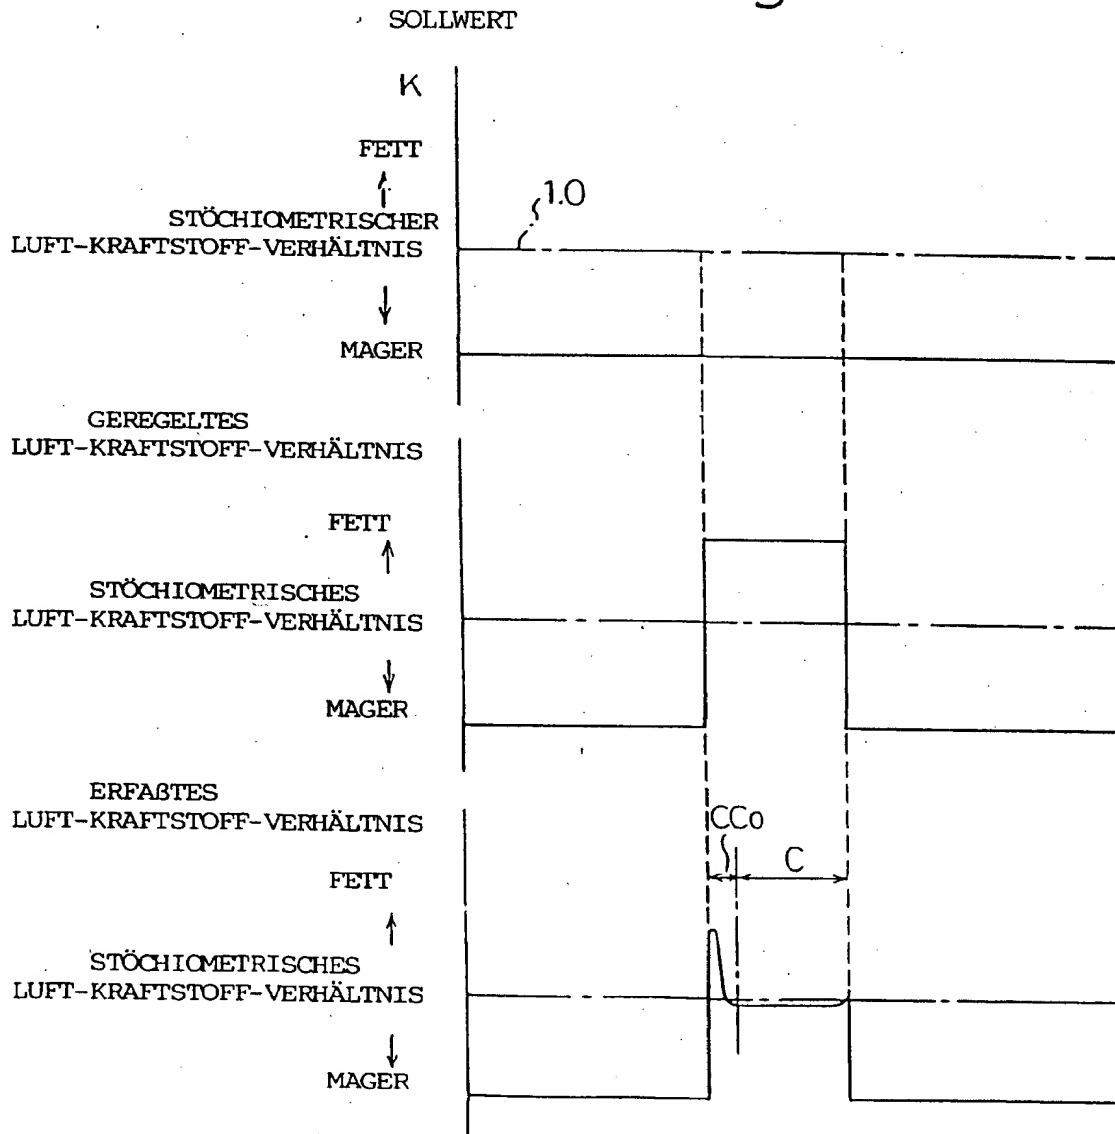 SOLLWERT
K
FETT
1.0
STÖCHIOMETRISCHER
LUFT-KRAFTSTOFF-VERHÄLTNIS
MAGER
GEREGELTES
LUFT-KRAFTSTOFF-VERHÄLTNIS
FETT
STÖCHIOMETRISCHES
LUFT-KRAFTSTOFF-VERHÄLTNIS
MAGER
ERFAßTES
LUFT-KRAFTSTOFF-VERHÄLTNIS
CCo
C
FETT
STÖCHIOMETRISCHES
LUFT-KRAFTSTOFF-VERHÄLTNIS
MAGER